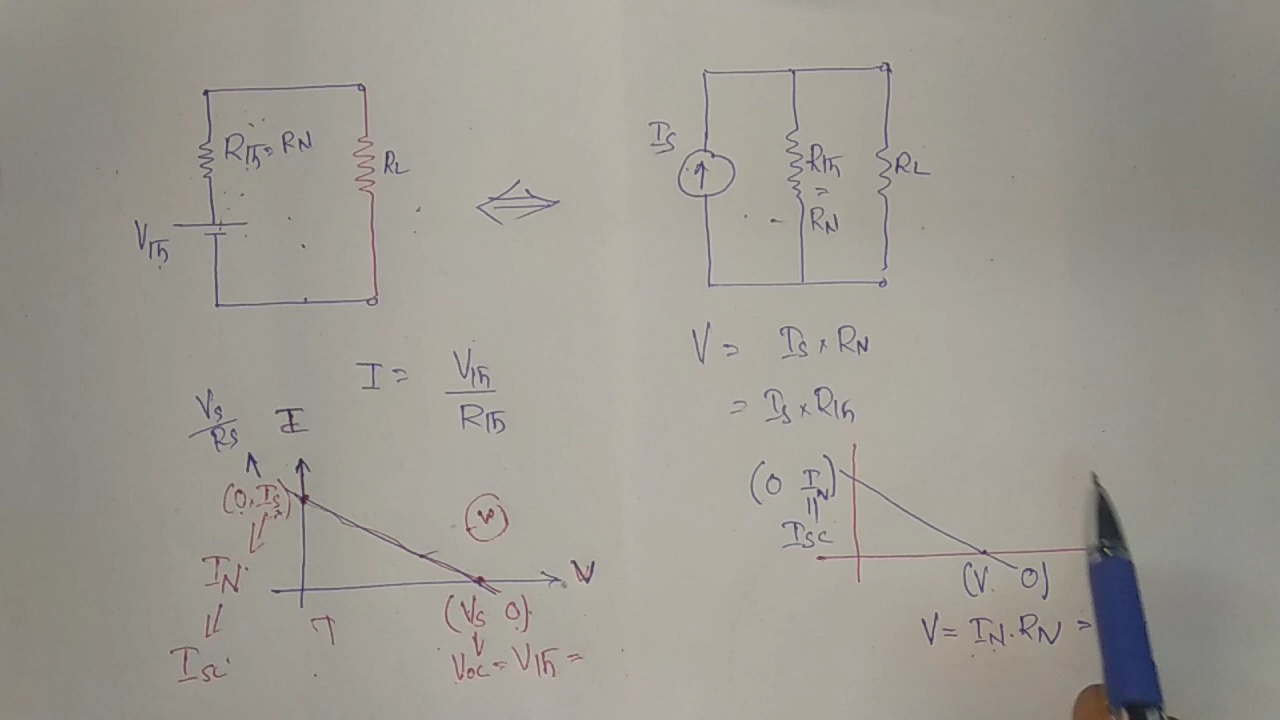 RTh = RN
RL
VTh
I = VTh / RTh
Vs / Rs
I
(0, Is)
IN
Isc
V
(Vs 0)
Voc = VTh =
Is
RTh
=
RN
RL
V = Is × RN
= Is × RTh
(0 IN)
Isc
(V 0)
V = IN . RN =